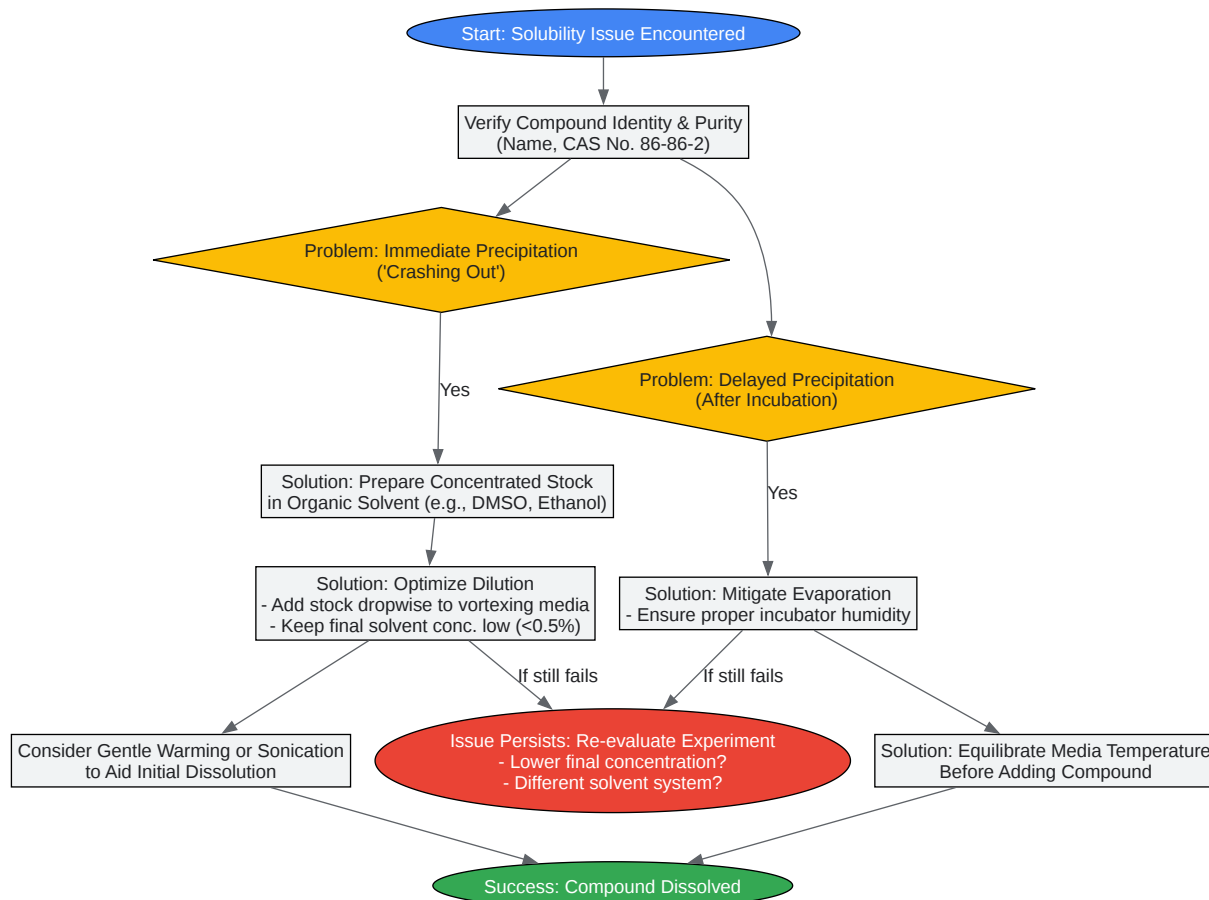 Start: Solubility Issue Encountered
Verify Compound Identity & Purity
(Name, CAS No. 86-86-2)
Problem: Immediate Precipitation
('Crashing Out')
Problem: Delayed Precipitation
(After Incubation)
Yes
Solution: Prepare Concentrated Stock
in Organic Solvent (e.g., DMSO, Ethanol)
Yes
Solution: Optimize Dilution
- Add stock dropwise to vortexing media
- Keep final solvent conc. low (<0.5%)
Solution: Mitigate Evaporation
- Ensure proper incubator humidity
If still fails
If still fails
Consider Gentle Warming or Sonication
to Aid Initial Dissolution
Issue Persists: Re-evaluate Experiment
- Lower final concentration?
- Different solvent system?
Solution: Equilibrate Media Temperature
Before Adding Compound
Success: Compound Dissolved